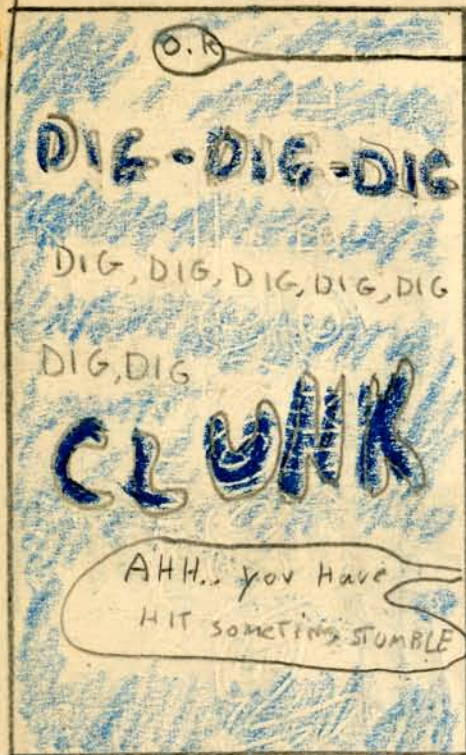 O.K
DIG - DIG - DIG
DIG, DIG, DIG, DIG, DIG
DIG, DIG
CLUNK
AHH.. you Have
HIT someTing STUMBLE